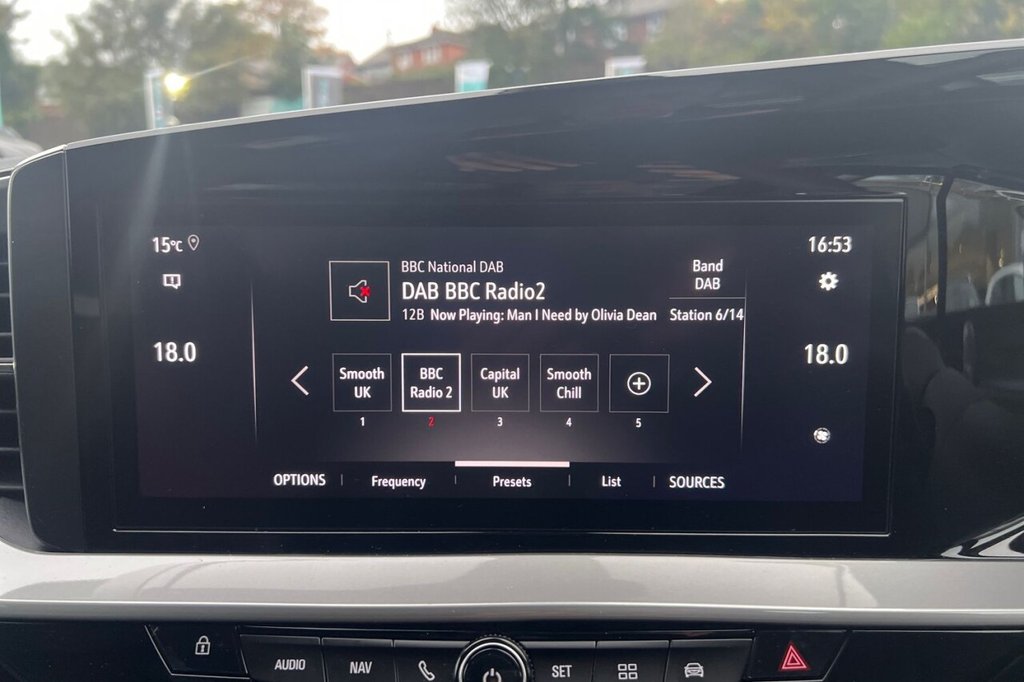 15°C
16:53
BBC National DAB
DAB BBC Radio2
12B Now Playing: Man I Need by Olivia Dean
Band
DAB
Station 6/14
18.0
18.0
Smooth
UK
BBC
Radio 2
Capital
UK
Smooth
Chill
1
2
3
4
5
OPTIONS
Frequency
Presets
List
SOURCES
AUDIO
NAV
SET